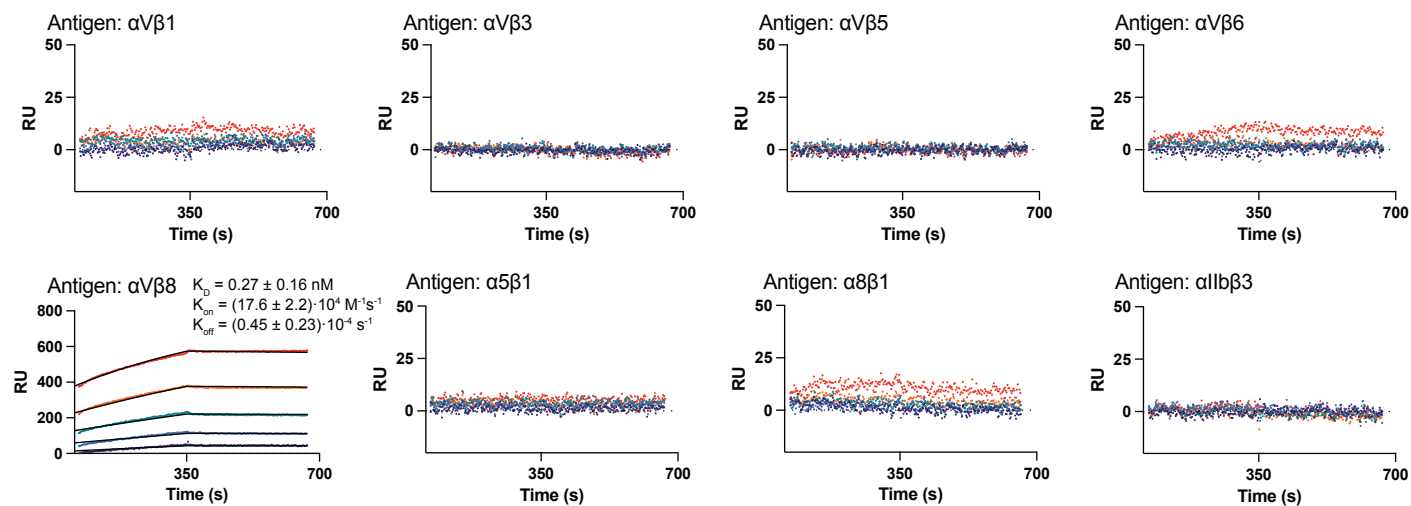 Antigen: αVβ1
50
25
0
RU
350
700
Time (s)
Antigen: αVβ3
50
25
0
RU
350
700
Time (s)
Antigen: αVβ5
50
25
0
RU
350
700
Time (s)
Antigen: αVβ6
50
25
0
RU
350
700
Time (s)
Antigen: αVβ8
K_D = 0.27 ± 0.16 nM
K_on = (17.6 ± 2.2)·10⁴ M⁻¹s⁻¹
K_off = (0.45 ± 0.23)·10⁻⁴ s⁻¹
800
600
400
200
0
RU
350
700
Time (s)
Antigen: α5β1
50
25
0
RU
350
700
Time (s)
Antigen: α8β1
50
25
0
RU
350
700
Time (s)
Antigen: αIIbβ3
50
25
0
RU
350
700
Time (s)